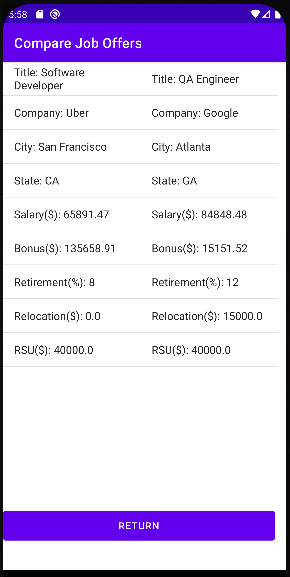 5:58
Compare Job Offers
Title: Software
Developer
Title: QA Engineer
Company: Uber
Company: Google
City: San Francisco
City: Atlanta
State: CA
State: GA
Salary($): 65891.47
Salary($): 84848.48
Bonus($): 135658.91
Bonus($): 15151.52
Retirement(%): 8
Retirement(%): 12
Relocation($): 0.0
Relocation($): 15000.0
RSU($): 40000.0
RSU($): 40000.0
RETURN